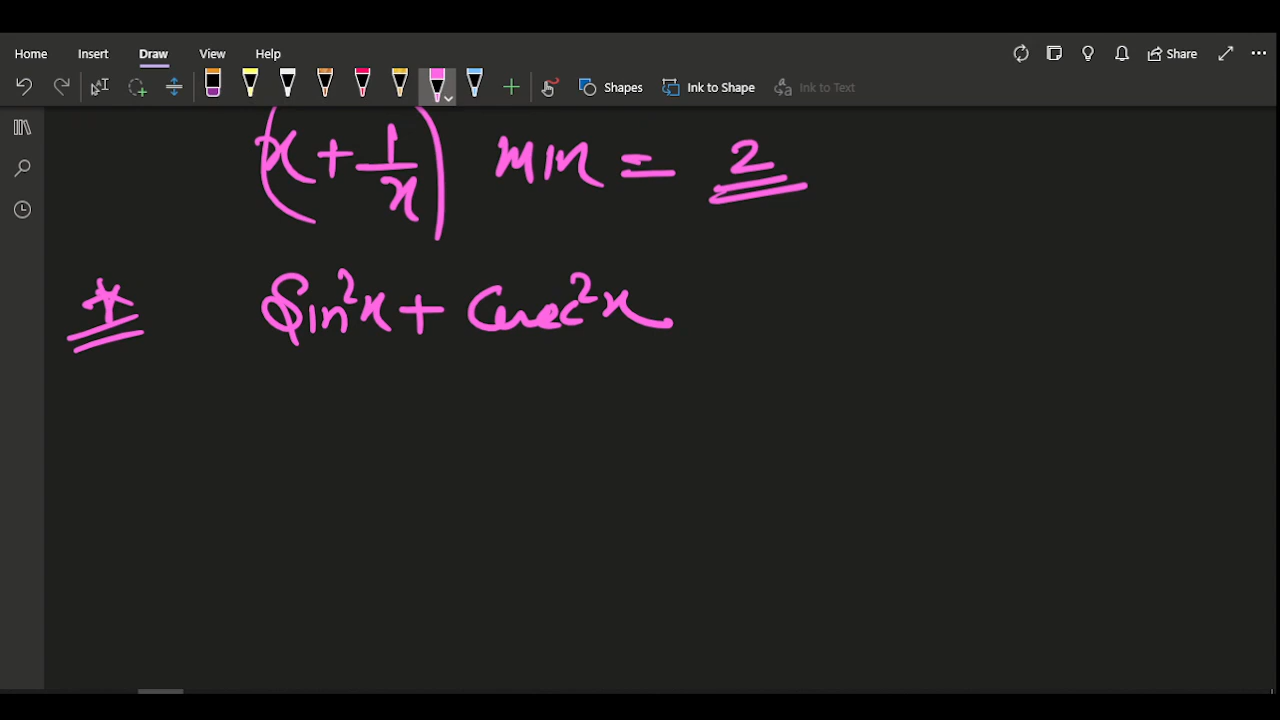 Home Insert Draw View Help Share
Shapes Ink to Shape Ink to Text
(x + 1/x) min = 2
* Sin²x + Cosec²x